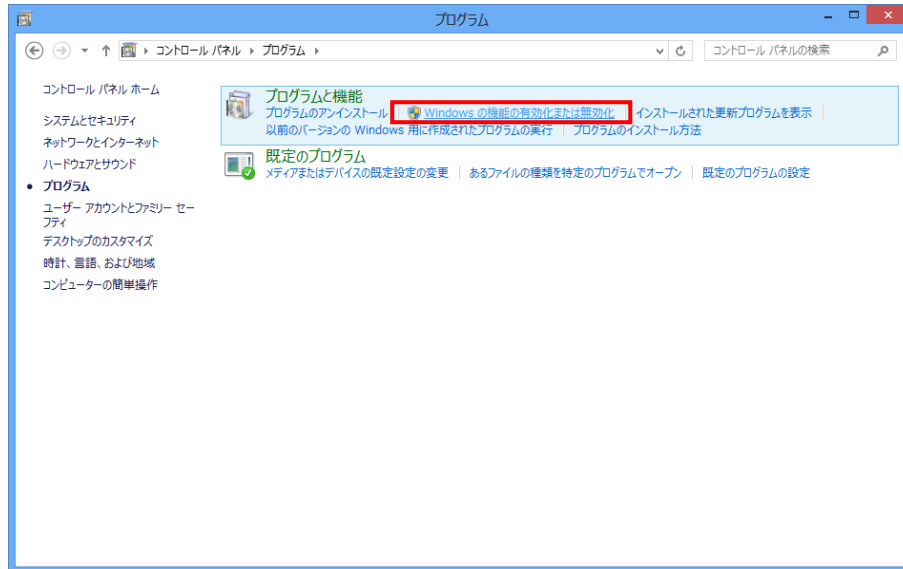 プログラム
コントロール パネル プログラム
コントロール パネルの検索
コントロール パネル ホーム
システムとセキュリティ
ネットワークとインターネット
ハードウェアとサウンド
プログラム
ユーザー アカウントとファミリー セー
フティ
デスクトップのカスタマイズ
時計、言語、および地域
コンピューターの簡単操作
プログラムと機能
プログラムのアンインストール Windows の機能の有効化または無効化 インストールされた更新プログラムを表示
以前のバージョンの Windows 用に作成されたプログラムの実行 プログラムのインストール方法
既定のプログラム
メディアまたはデバイスの既定設定の変更 あるファイルの種類を特定のプログラムでオープン 既定のプログラムの設定